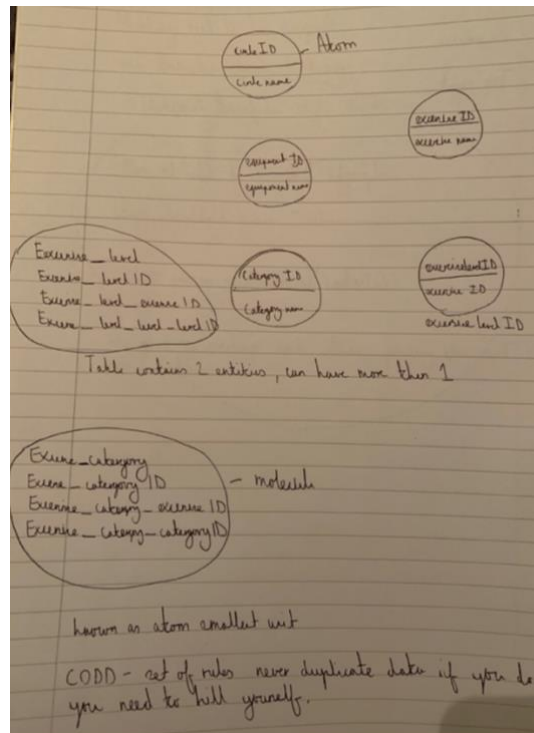 Circle ID
Circle name
Atom
exercise ID
exercise name
equipment ID
equipment name
Exercise_level
Exercise_level ID
Exercise_level_exercise ID
Exercise_level_level_level ID
Category ID
Category name
exerciselevelID
exercise ID
exercise level ID
Table contains 2 entities, can have more then 1
Exercise_category
Exercise_category ID
Exercise_category_exercise ID
Exercise_category_categoryID
- molecule
known as atom smallest unit
CODD - set of rules never duplicate data if you do
you need to kill yourself.